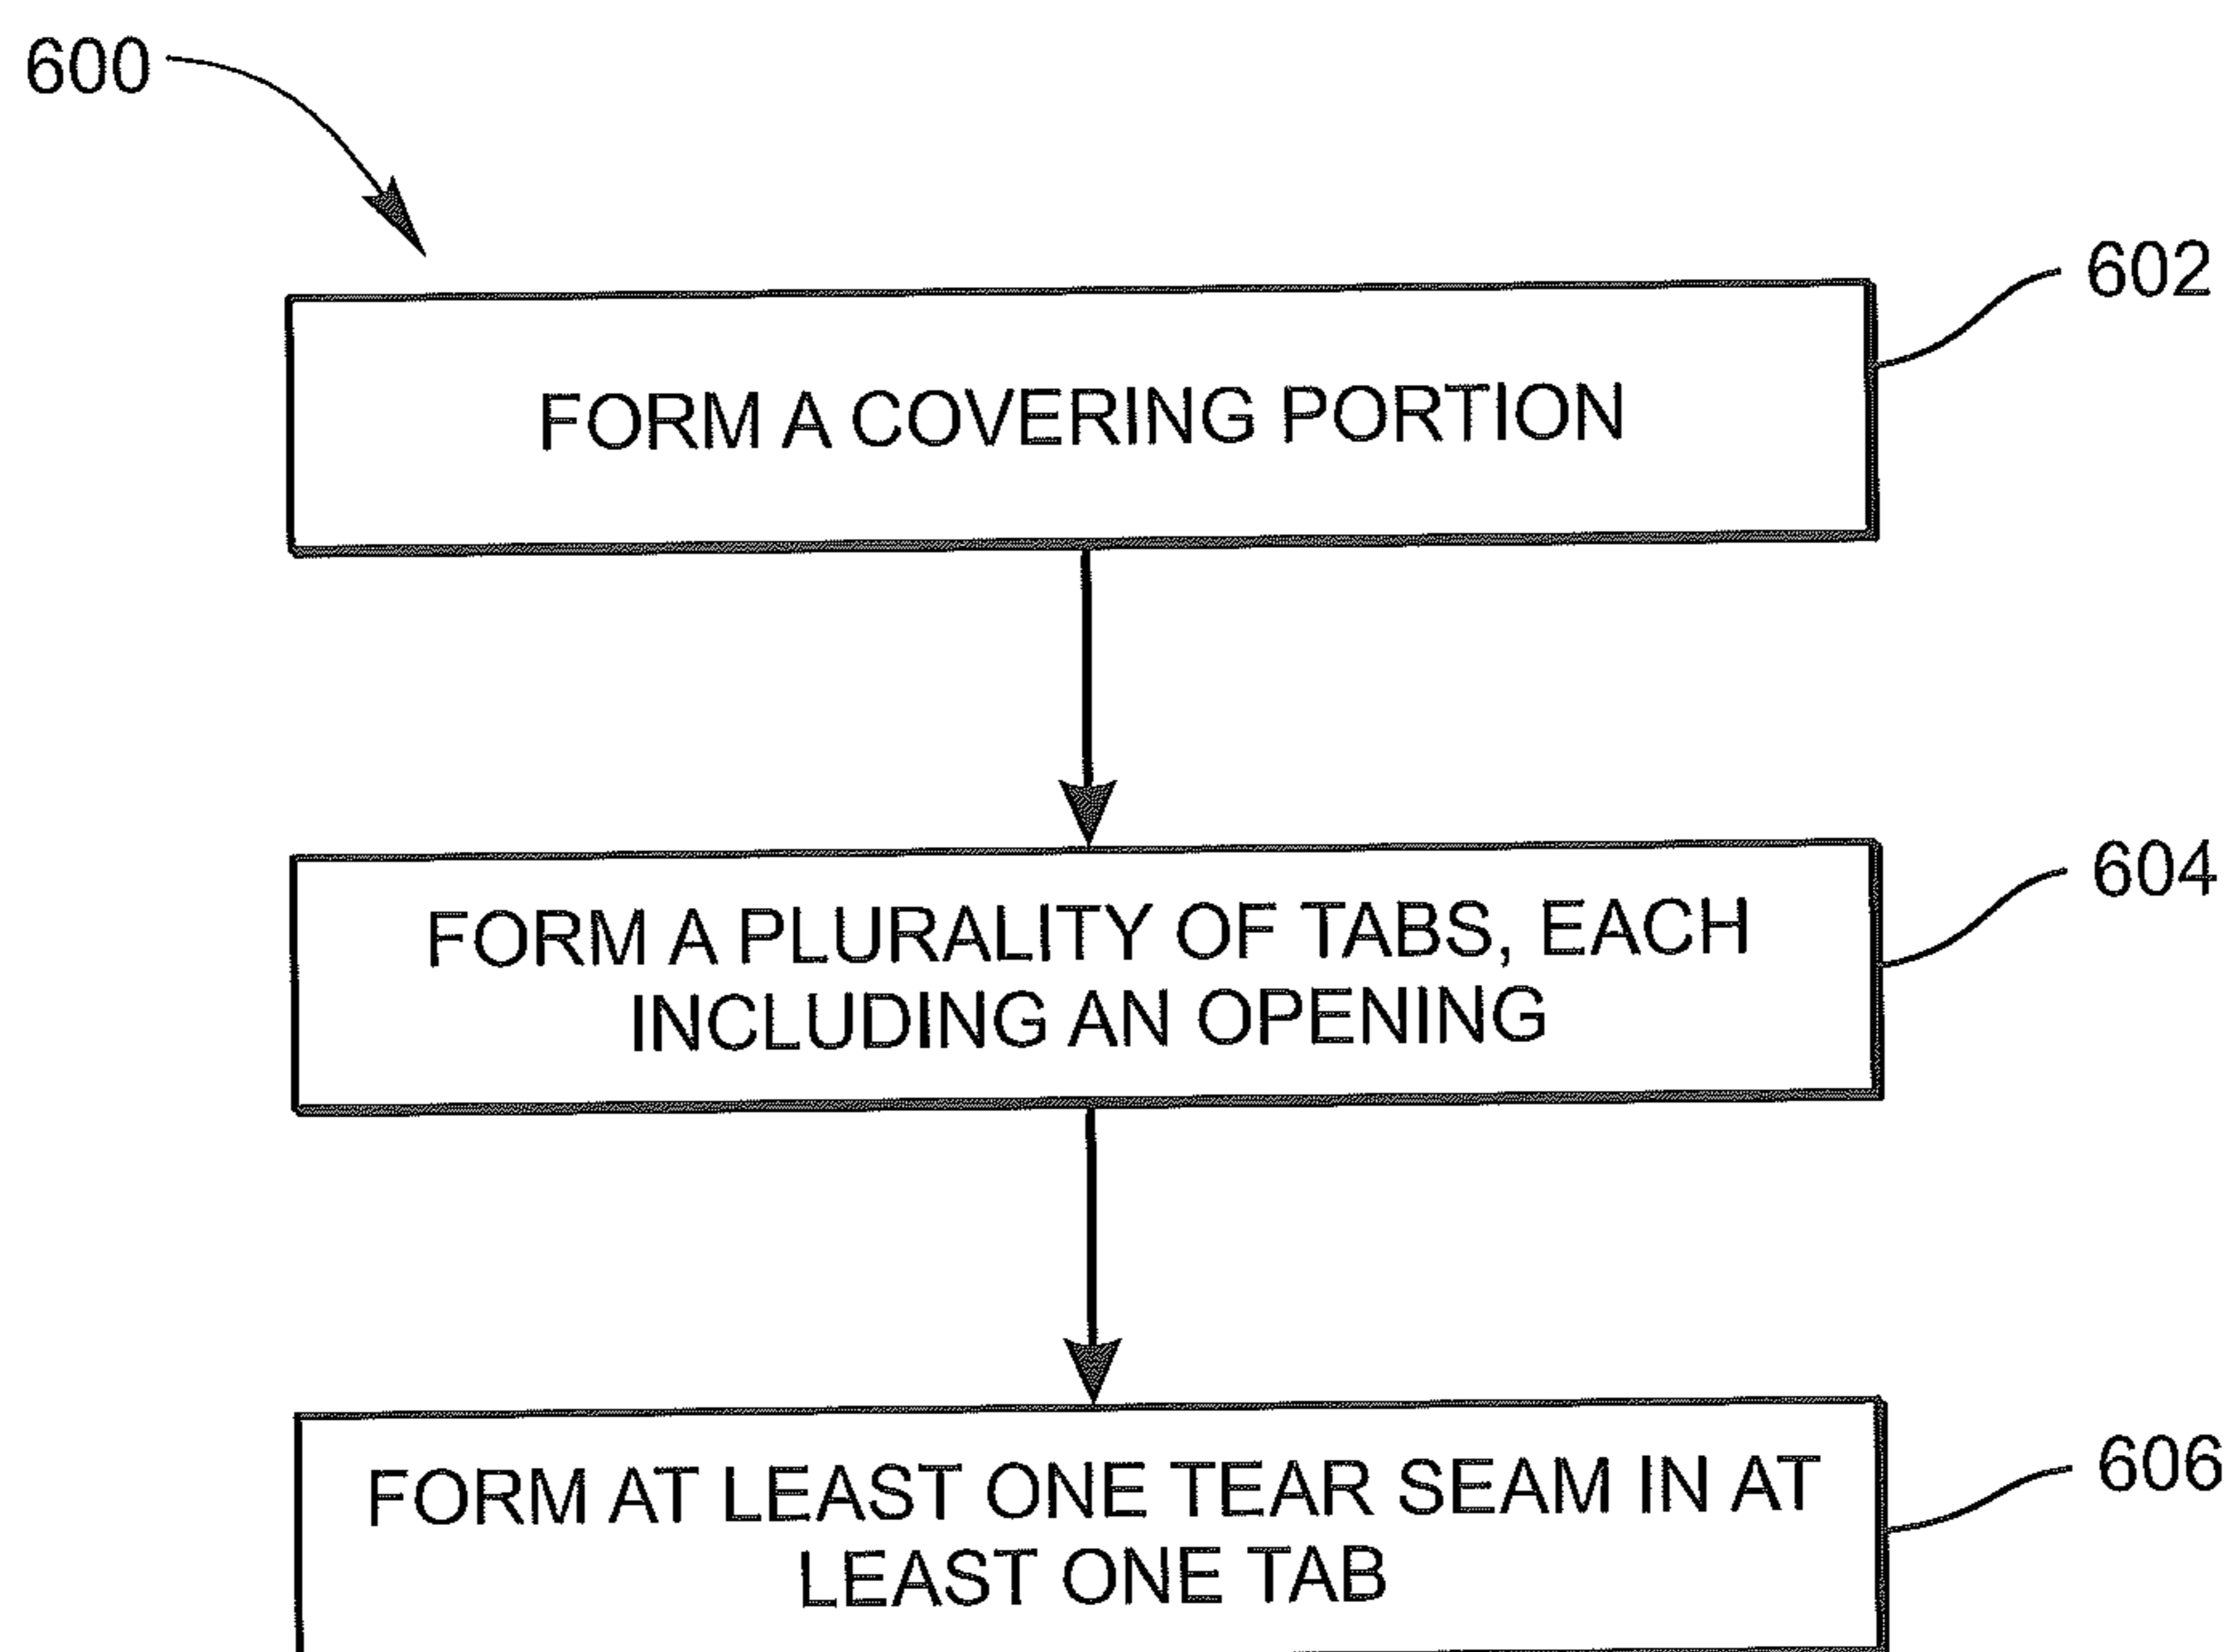 600
602
FORM A COVERING PORTION
604
FORM A PLURALITY OF TABS, EACH
INCLUDING AN OPENING
606
FORM AT LEAST ONE TEAR SEAM IN AT
LEAST ONE TAB